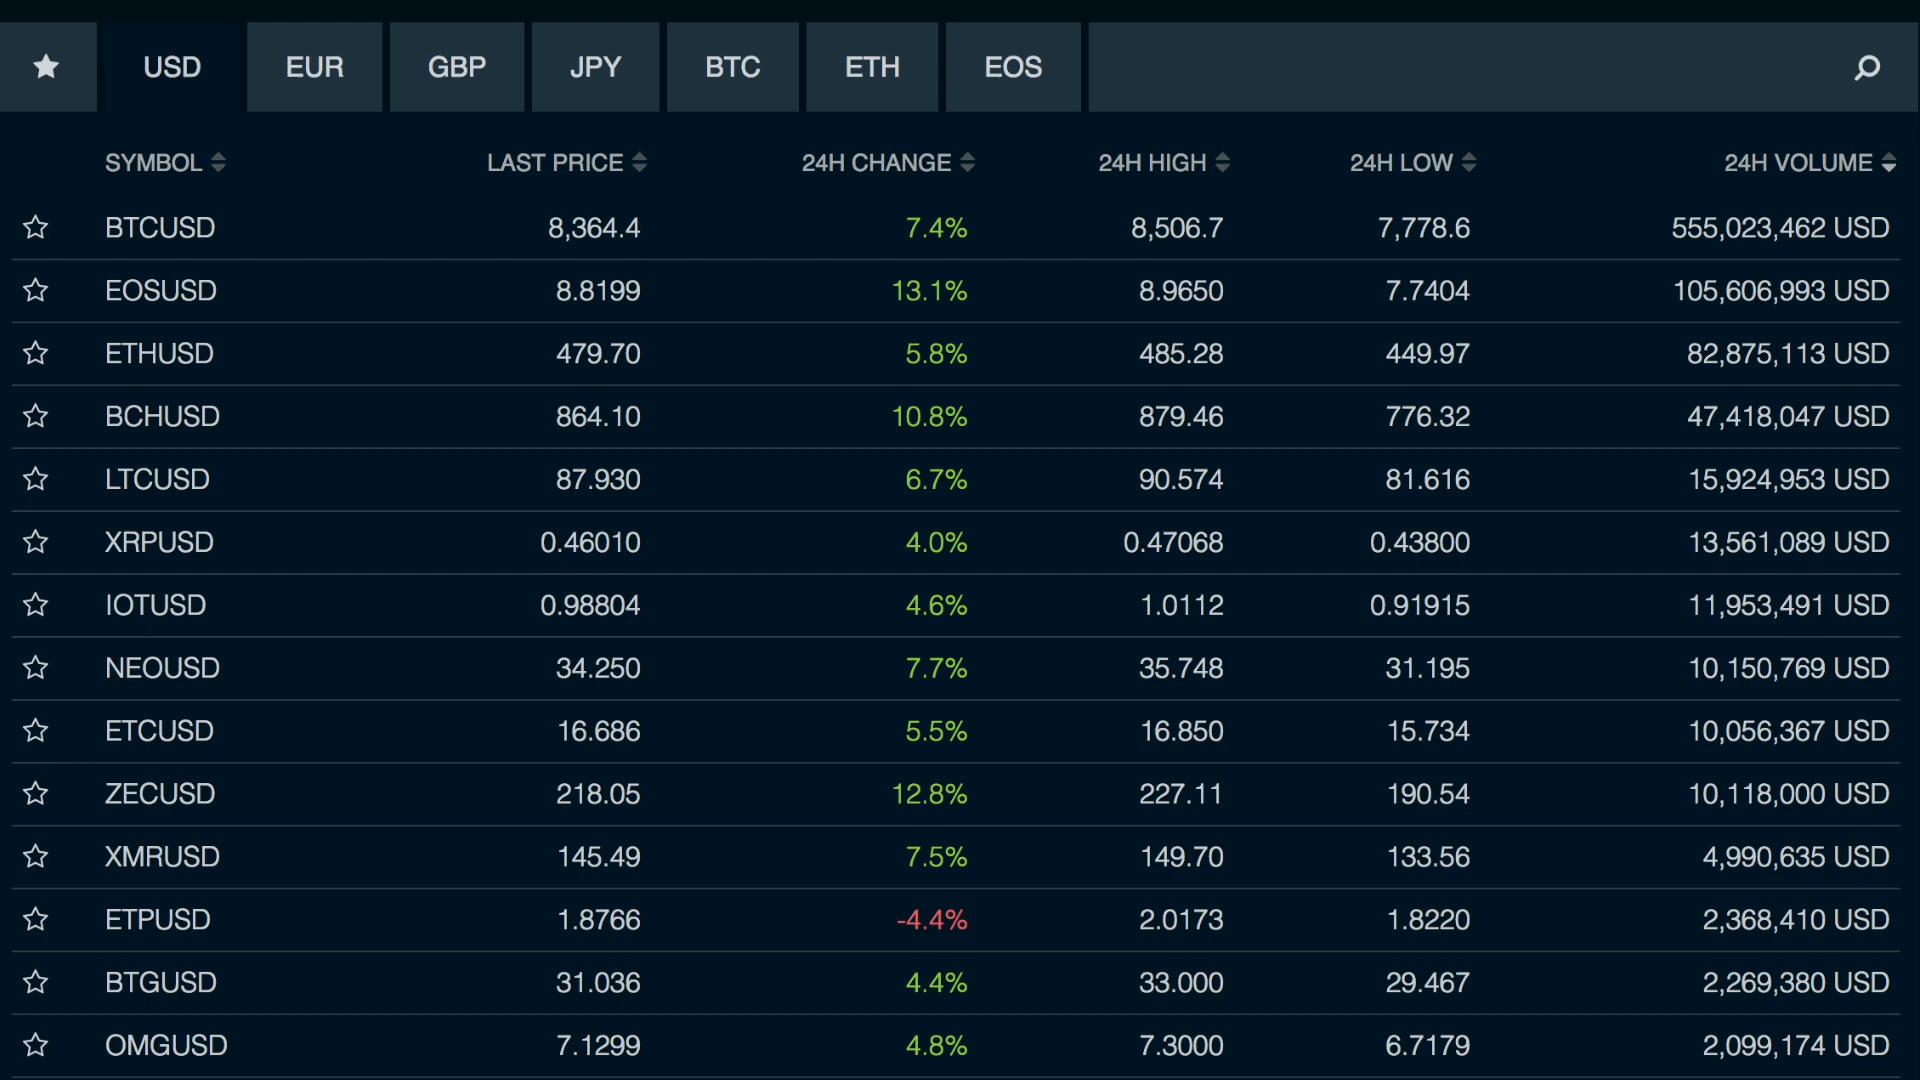 USD EUR GBP JPY BTC ETH EOS
SYMBOL LAST PRICE 24H CHANGE 24H HIGH 24H LOW 24H VOLUME
BTCUSD 8,364.4 7.4% 8,506.7 7,778.6 555,023,462 USD
EOSUSD 8.8199 13.1% 8.9650 7.7404 105,606,993 USD
ETHUSD 479.70 5.8% 485.28 449.97 82,875,113 USD
BCHUSD 864.10 10.8% 879.46 776.32 47,418,047 USD
LTCUSD 87.930 6.7% 90.574 81.616 15,924,953 USD
XRPUSD 0.46010 4.0% 0.47068 0.43800 13,561,089 USD
IOTUSD 0.98804 4.6% 1.0112 0.91915 11,953,491 USD
NEOUSD 34.250 7.7% 35.748 31.195 10,150,769 USD
ETCUSD 16.686 5.5% 16.850 15.734 10,056,367 USD
ZECUSD 218.05 12.8% 227.11 190.54 10,118,000 USD
XMRUSD 145.49 7.5% 149.70 133.56 4,990,635 USD
ETPUSD 1.8766 -4.4% 2.0173 1.8220 2,368,410 USD
BTGUSD 31.036 4.4% 33.000 29.467 2,269,380 USD
OMGUSD 7.1299 4.8% 7.3000 6.7179 2,099,174 USD